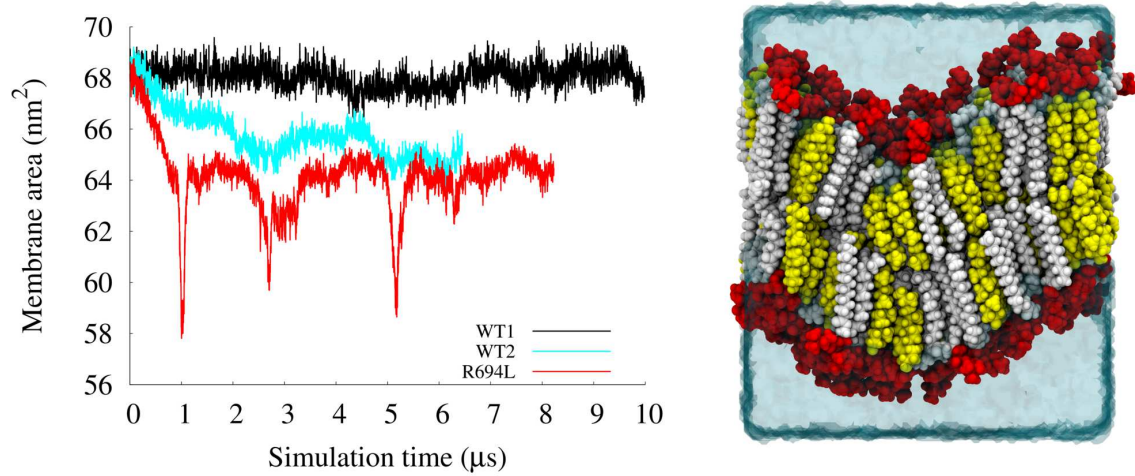 70
68
66
64
62
60
58
56
Membrane area (nm²)
WT1
WT2
R694L
0 1 2 3 4 5 6 7 8 9 10
Simulation time (μs)